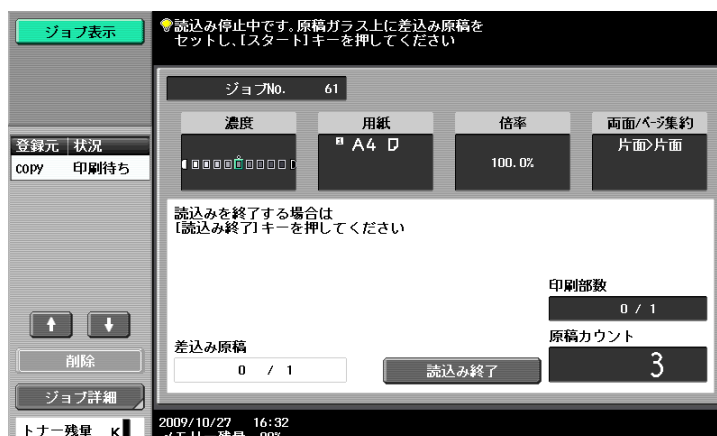 ジョブ表示
読込み停止中です。原稿ガラス上に差込み原稿を
セットし、[スタート]キーを押してください
ジョブNo. 61
濃度
用紙
倍率
両面/ページ集約
A4
100.0%
片面>片面
登録元 状況
copy 印刷待ち
読込みを終了する場合は
[読込み終了]キーを押してください
印刷部数
0 / 1
原稿カウント
3
差込み原稿
0 / 1
読込み終了
削除
ジョブ詳細
トナー残量 K
2009/10/27 16:32
メモリー残量 99%